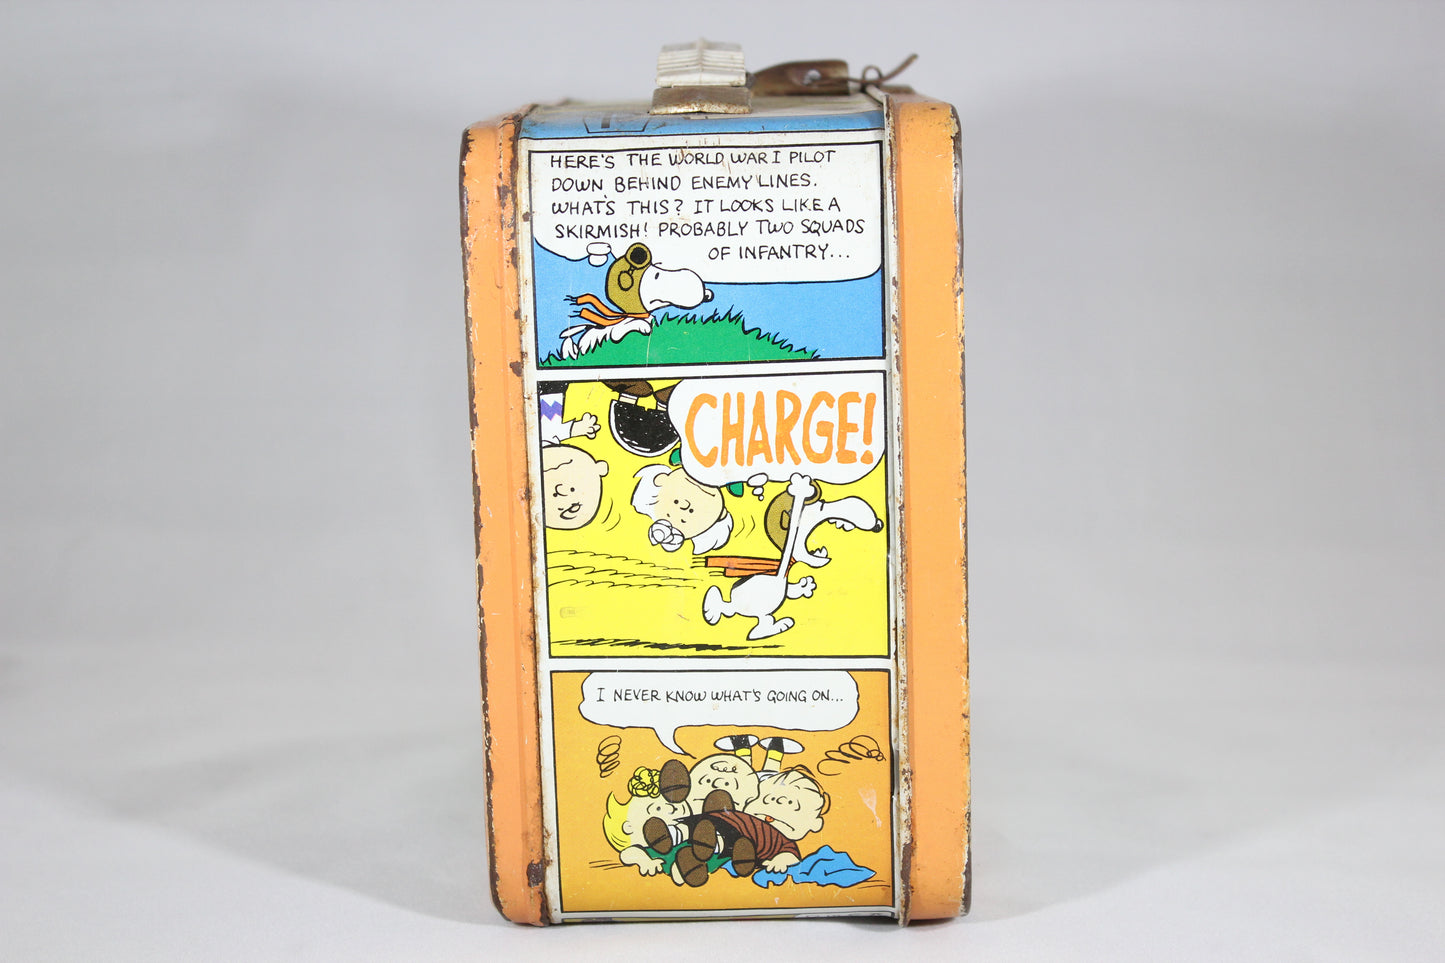 HERE'S THE WORLD WAR I PILOT
DOWN BEHIND ENEMY LINES.
WHAT'S THIS? IT LOOKS LIKE A
SKIRMISH! PROBABLY TWO SQUADS
OF INFANTRY...
CHARGE!
I NEVER KNOW WHAT'S GOING ON...